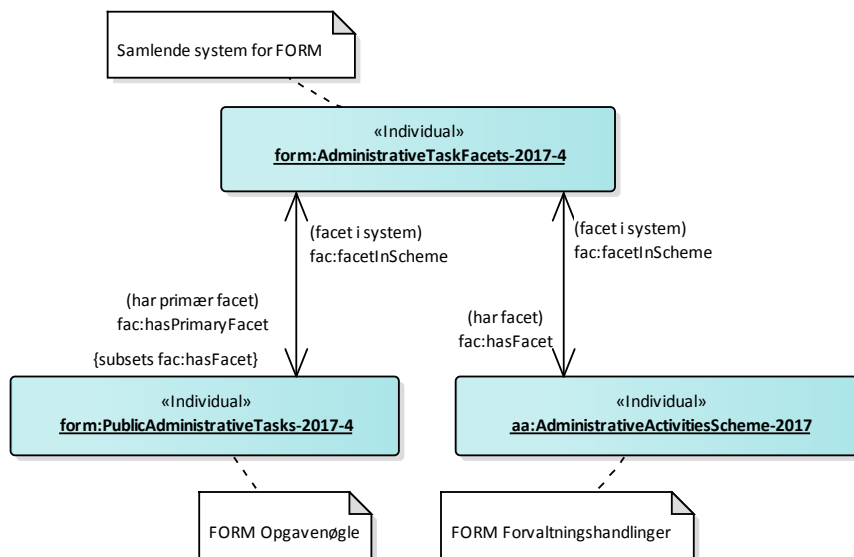 Samlende system for FORM
«Individual»
form:AdministrativeTaskFacets-2017-4
(facet i system)
fac:facetInScheme
(facet i system)
fac:facetInScheme
(har primær facet)
fac:hasPrimaryFacet
{subsets fac:hasFacet}
(har facet)
fac:hasFacet
«Individual»
form:PublicAdministrativeTasks-2017-4
«Individual»
aa:AdministrativeActivitiesScheme-2017
FORM Opgavenøgle
FORM Forvaltningshandlinger